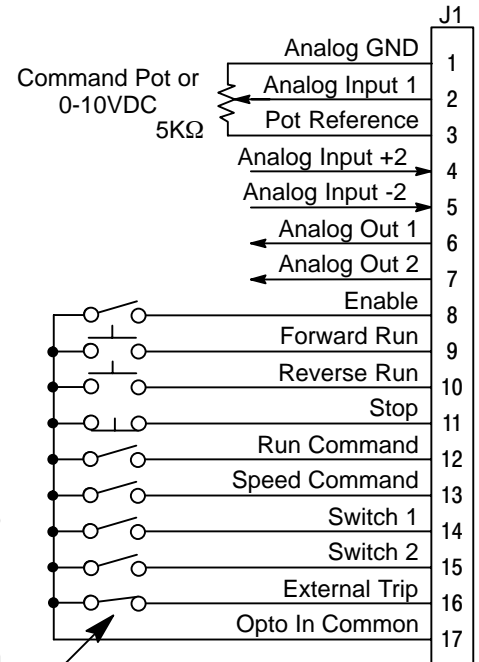 J1
Analog GND 1
Command Pot or
0-10VDC
5KΩ
Analog Input 1 2
Pot Reference 3
Analog Input +2 4
Analog Input -2 5
Analog Out 1 6
Analog Out 2 7
Enable 8
Forward Run 9
Reverse Run 10
Stop 11
Run Command 12
Speed Command 13
Switch 1 14
Switch 2 15
External Trip 16
Opto In Common 17